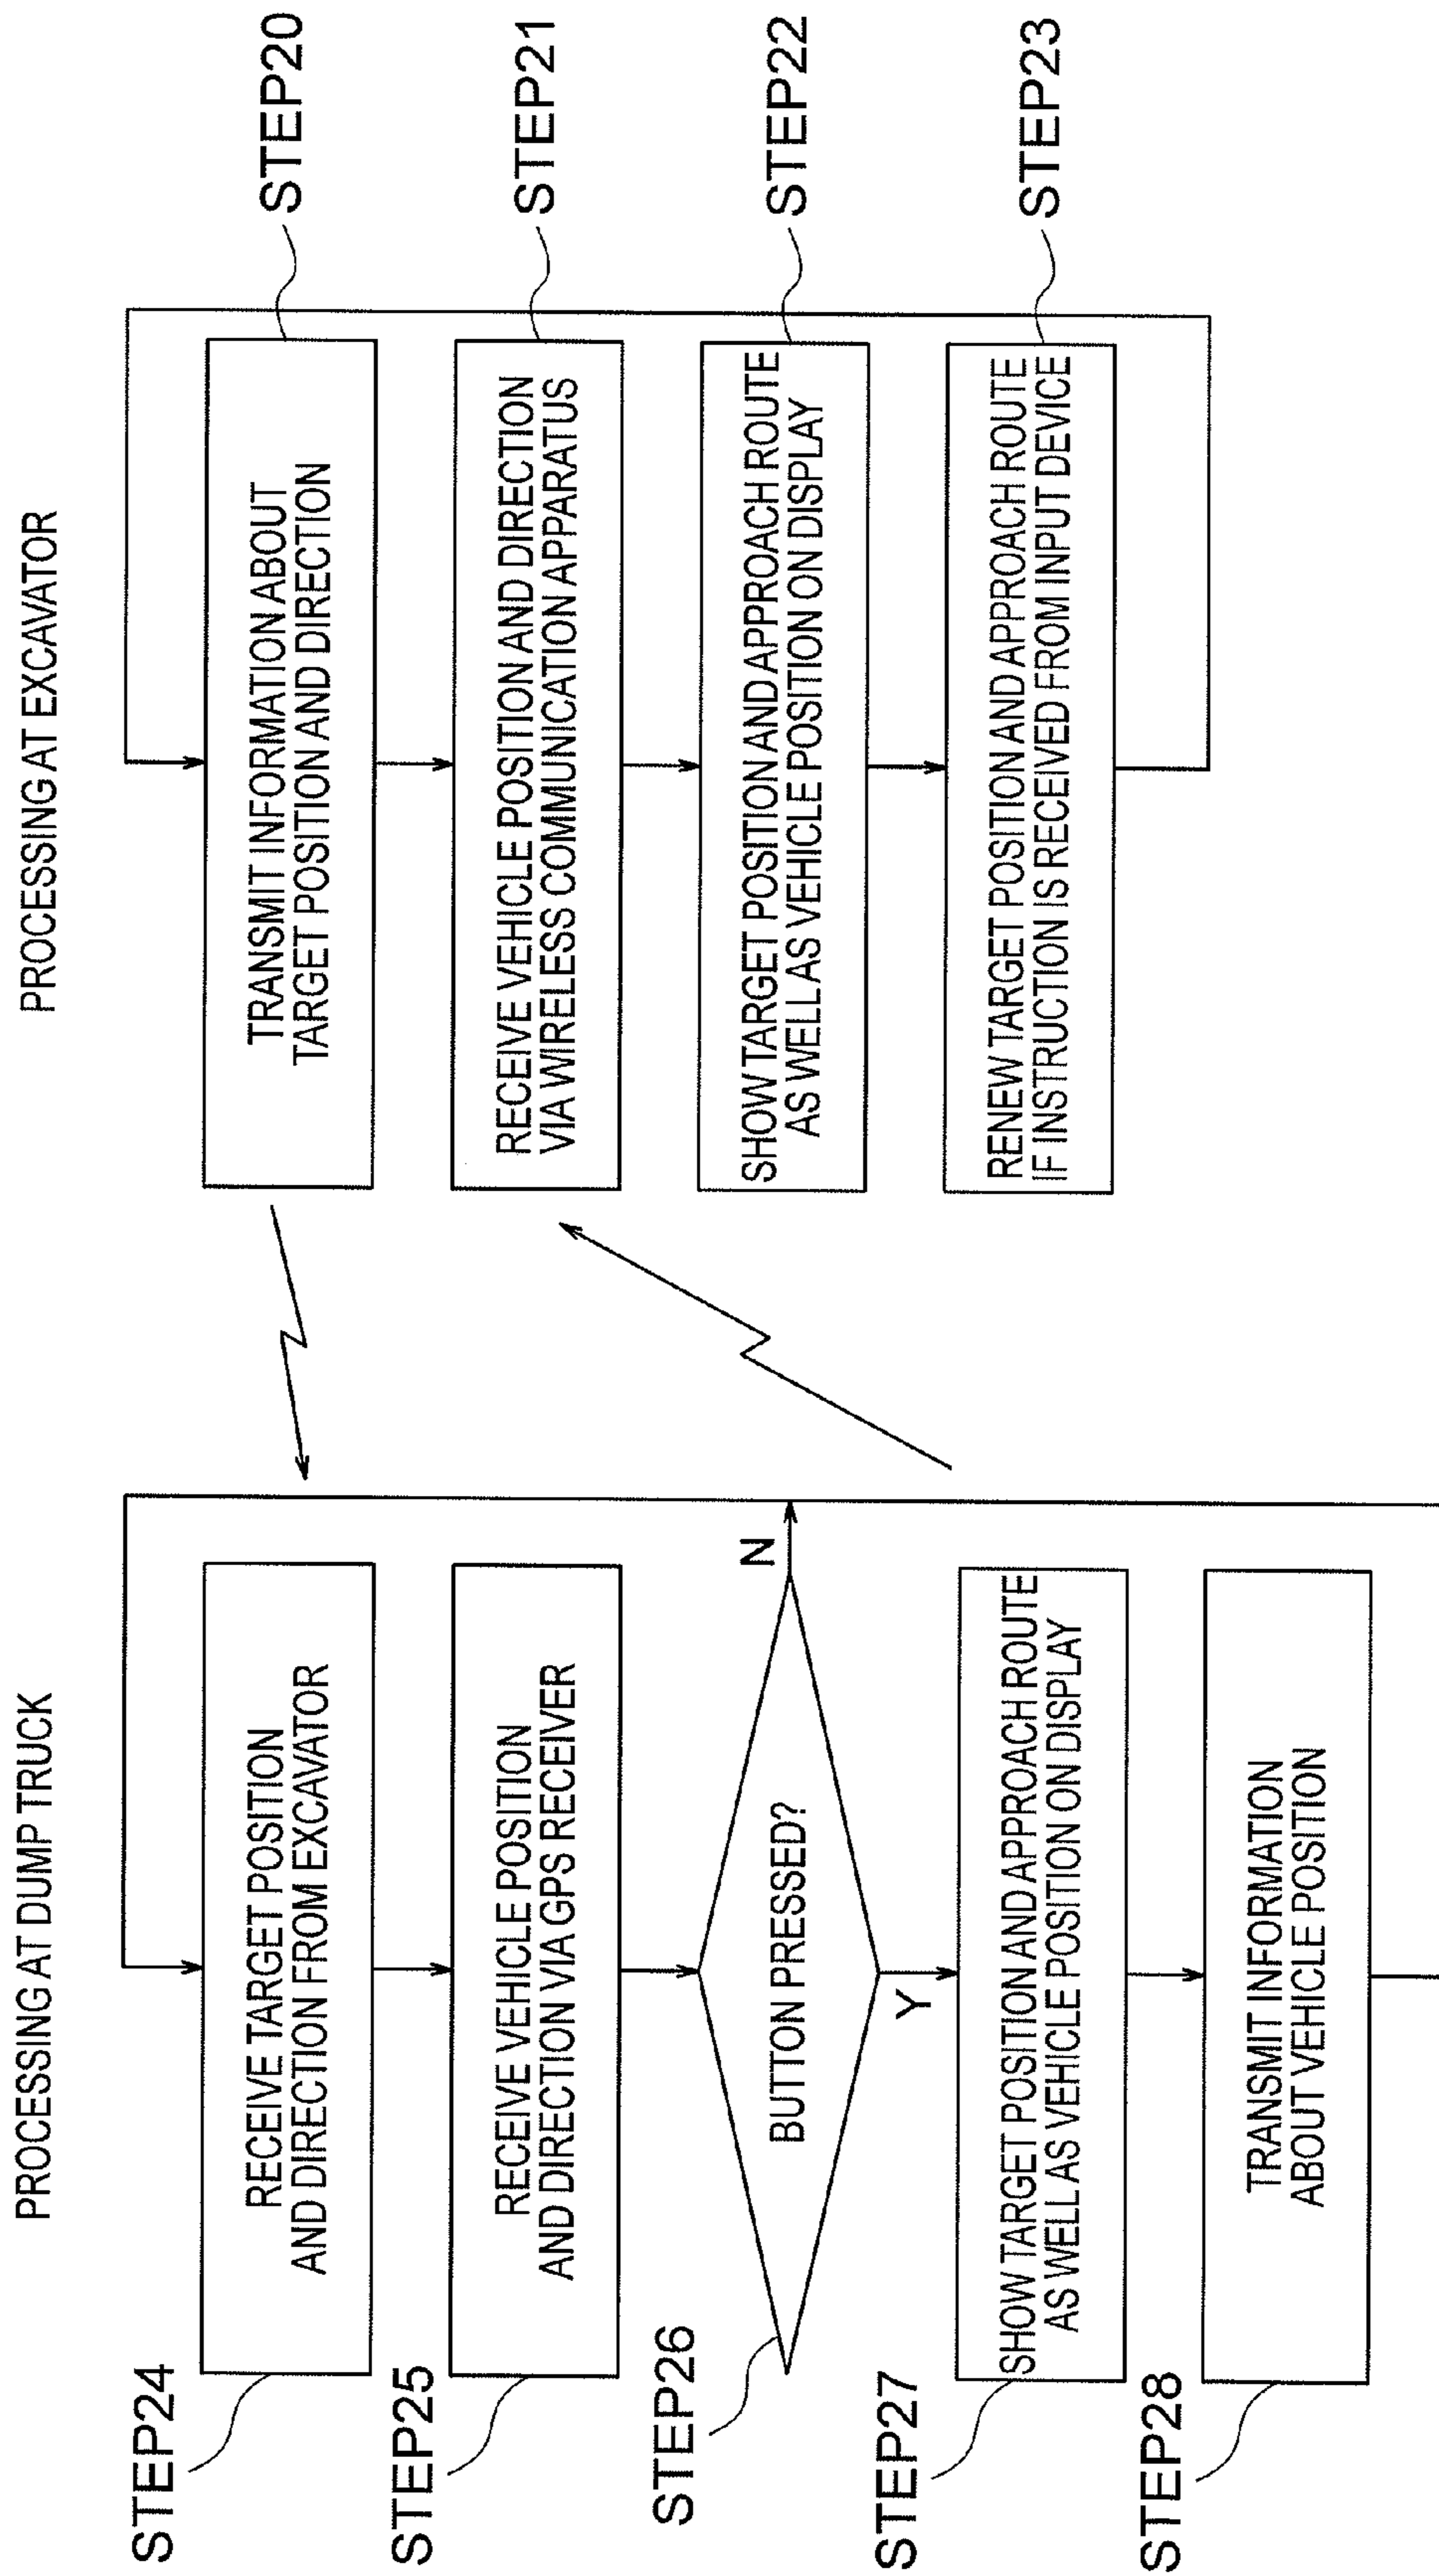 PROCESSING AT DUMP TRUCK
STEP24
RECEIVE TARGET POSITION
AND DIRECTION FROM EXCAVATOR
STEP25
RECEIVE VEHICLE POSITION
AND DIRECTION VIA GPS RECEIVER
STEP26
BUTTON PRESSED?
N
Y
STEP27
SHOW TARGET POSITION AND APPROACH ROUTE
AS WELL AS VEHICLE POSITION ON DISPLAY
STEP28
TRANSMIT INFORMATION
ABOUT VEHICLE POSITION
PROCESSING AT EXCAVATOR
TRANSMIT INFORMATION ABOUT
TARGET POSITION AND DIRECTION
STEP20
RECEIVE VEHICLE POSITION AND DIRECTION
VIA WIRELESS COMMUNICATION APPARATUS
STEP21
SHOW TARGET POSITION AND APPROACH ROUTE
AS WELL AS VEHICLE POSITION ON DISPLAY
STEP22
RENEW TARGET POSITION AND APPROACH ROUTE
IF INSTRUCTION IS RECEIVED FROM INPUT DEVICE
STEP23